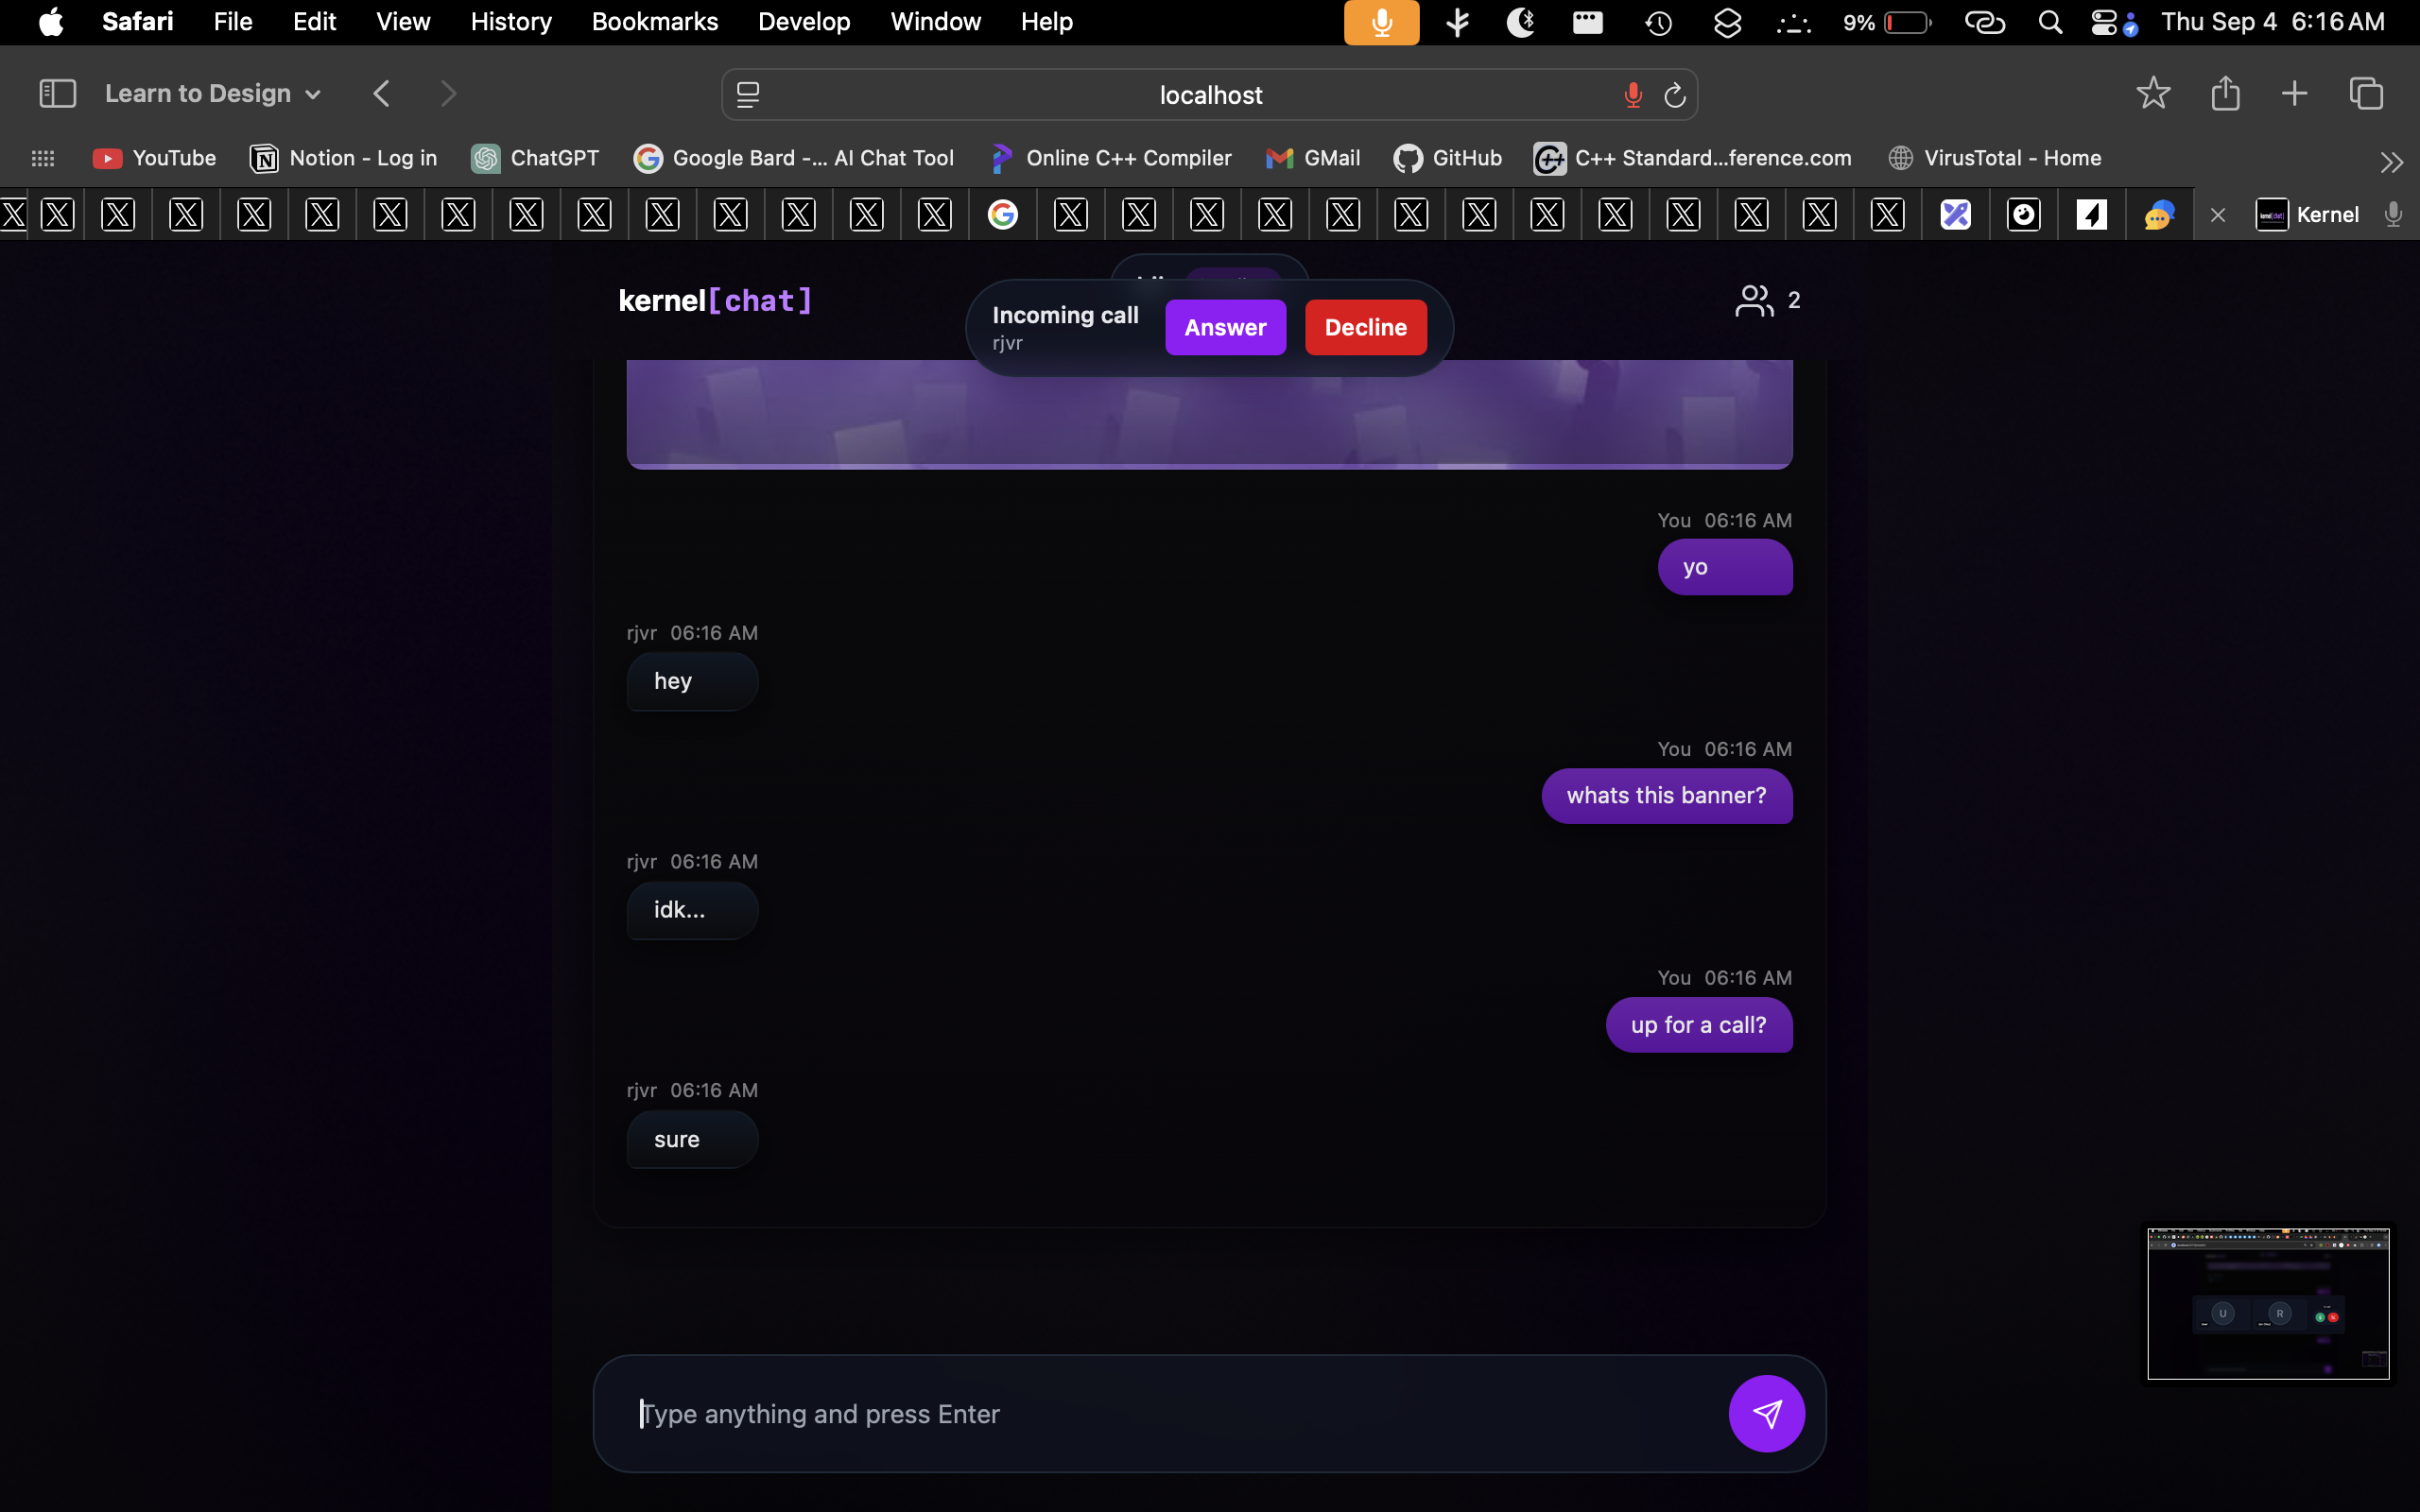 Safari File Edit View History Bookmarks Develop Window Help 9% Thu Sep 4 6:16 AM
Learn to Design localhost
YouTube Notion - Log in ChatGPT Google Bard -... AI Chat Tool Online C++ Compiler GMail GitHub C++ Standard...ference.com VirusTotal - Home
Kernel
kernel[chat]
Incoming call
rjvr
Answer
Decline
2
You 06:16 AM
yo
rjvr 06:16 AM
hey
You 06:16 AM
whats this banner?
rjvr 06:16 AM
idk...
You 06:16 AM
up for a call?
rjvr 06:16 AM
sure
U R
Type anything and press Enter